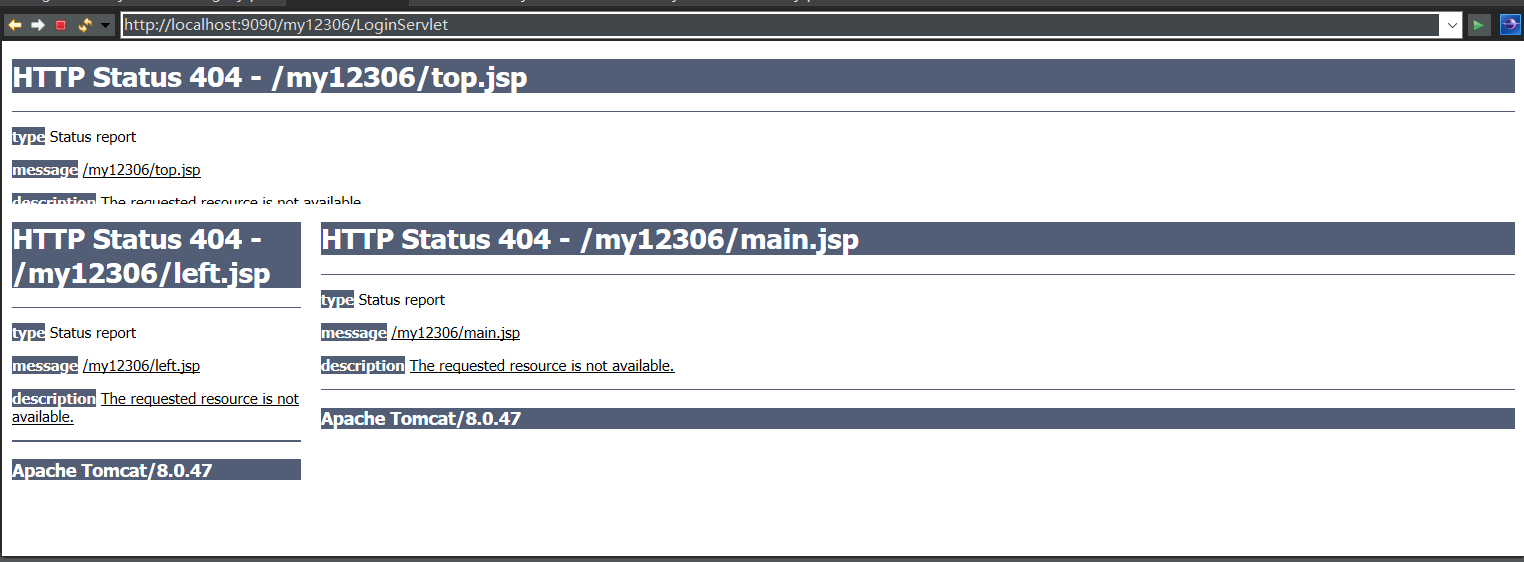 http://localhost:9090/my12306/LoginServlet
HTTP Status 404 - /my12306/top.jsp
type Status report
message /my12306/top.jsp
description The requested resource is not available.
HTTP Status 404 -
/my12306/left.jsp
type Status report
message /my12306/left.jsp
description The requested resource is not
available.
Apache Tomcat/8.0.47
HTTP Status 404 - /my12306/main.jsp
type Status report
message /my12306/main.jsp
description The requested resource is not available.
Apache Tomcat/8.0.47